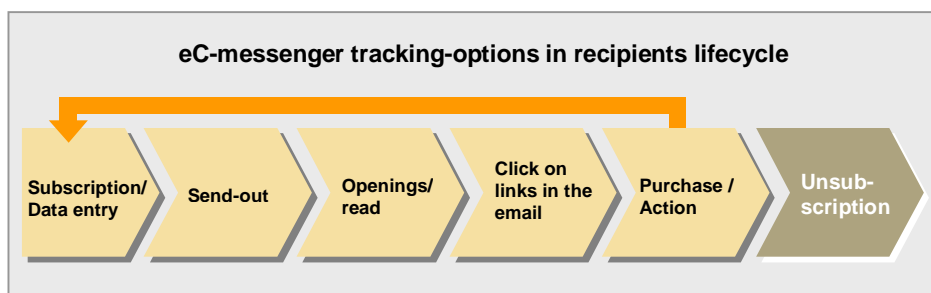 eC-messenger tracking-options in recipients lifecycle
Subscription/
Data entry
Send-out
Openings/
read
Click on
links in the
email
Purchase /
Action
Unsub-
scription